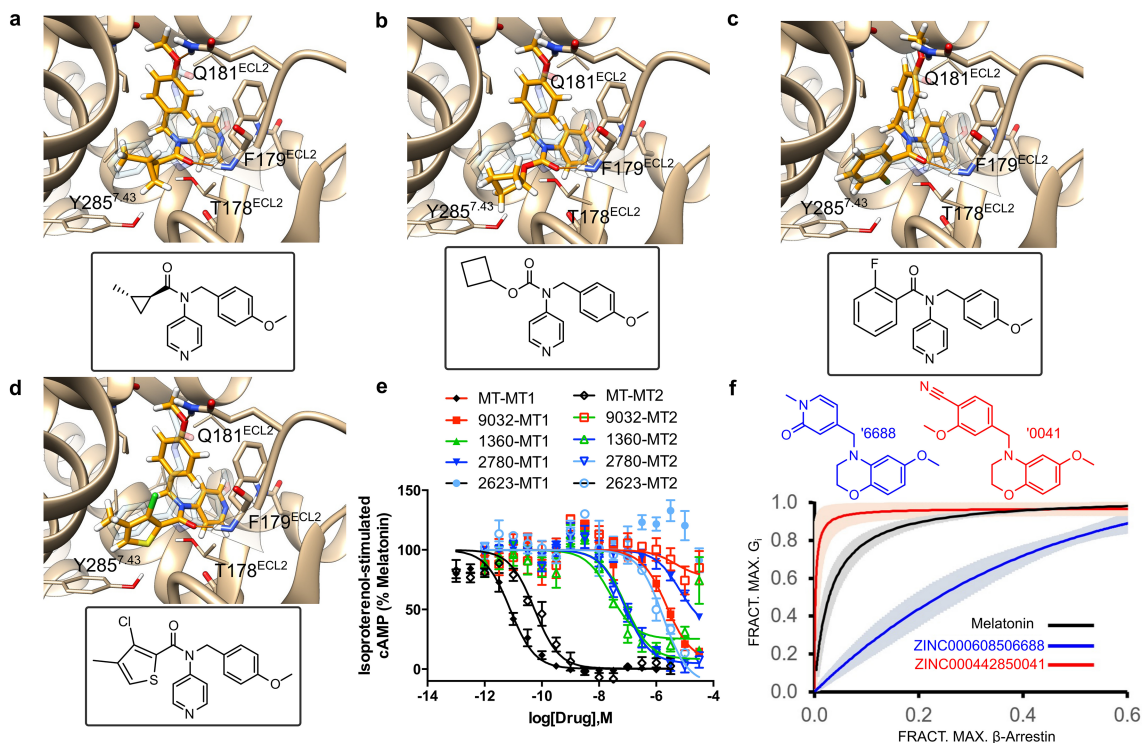 a
b
c
Q181ECL2
F179ECL2
Y2857.43
T178ECL2
Q181ECL2
F179ECL2
Y2857.43
T178ECL2
Q181ECL2
F179ECL2
Y2857.43
T178ECL2
O
N
O
N
O
O
N
O
N
F
O
N
O
N
d
Q181ECL2
F179ECL2
Y2857.43
T178ECL2
Cl
O
N
S
O
N
e
MT-MT1 MT-MT2
9032-MT1 9032-MT2
1360-MT1 1360-MT2
2780-MT1 2780-MT2
2623-MT1 2623-MT2
Isoproterenol-stimulated
cAMP (% Melatonin)
150
100
50
0
-14 -12 -10 -8 -6 -4
log[Drug],M
f
N
O
'6688
N
O
O
N
O
'0041
N
O
O
FRACT. MAX. Gi
1.0
0.8
0.6
0.4
0.2
0.0
Melatonin
ZINC000608506688
ZINC000442850041
0.0 0.2 0.4 0.6
FRACT. MAX. β-Arrestin